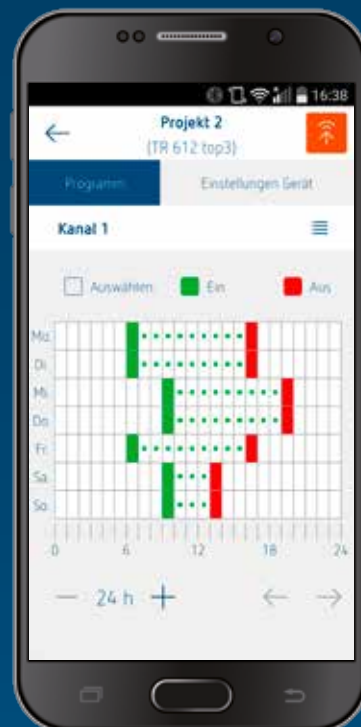 16:38
Projekt 2
(TR 612 top3)
Programm
Einstellungen Gerät
Kanal 1
Auswählen
Ein
Aus
Mo.
Di.
Mi.
Do.
Fr.
Sa.
So.
0 6 12 18 24
24 h